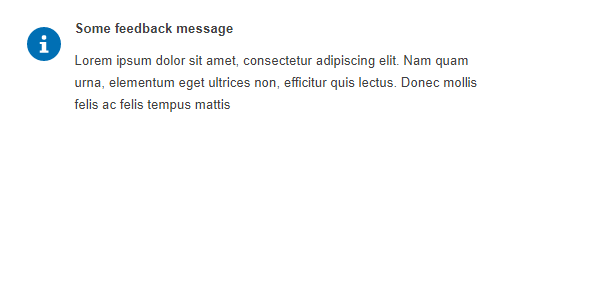 Some feedback message
Lorem ipsum dolor sit amet, consectetur adipiscing elit. Nam quam
urna, elementum eget ultrices non, efficitur quis lectus. Donec mollis
felis ac felis tempus mattis